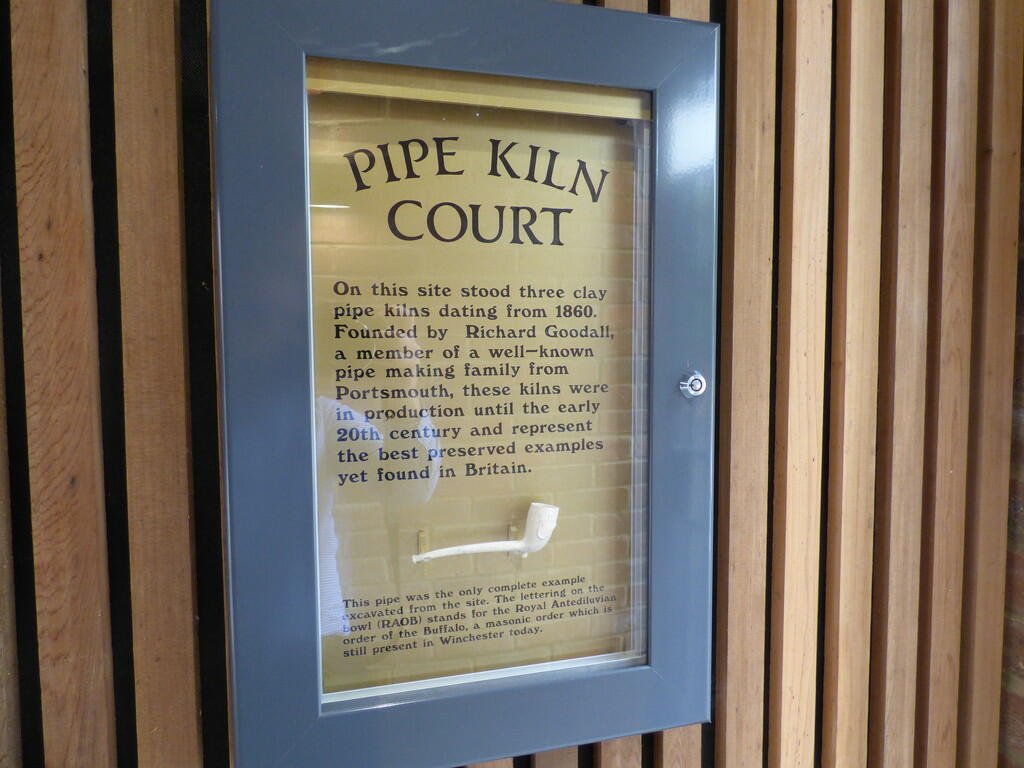 PIPE KILN
COURT
On this site stood three clay
pipe kilns dating from 1860.
Founded by Richard Goodall,
a member of a well-known
pipe making family from
Portsmouth, these kilns were
in production until the early
20th century and represent
the best preserved examples
yet found in Britain.
This pipe was the only complete example
excavated from the site. The lettering on the
bowl (RAOB) stands for the Royal Antediluvian
order of the Buffalo, a masonic order which is
still present in Winchester today.